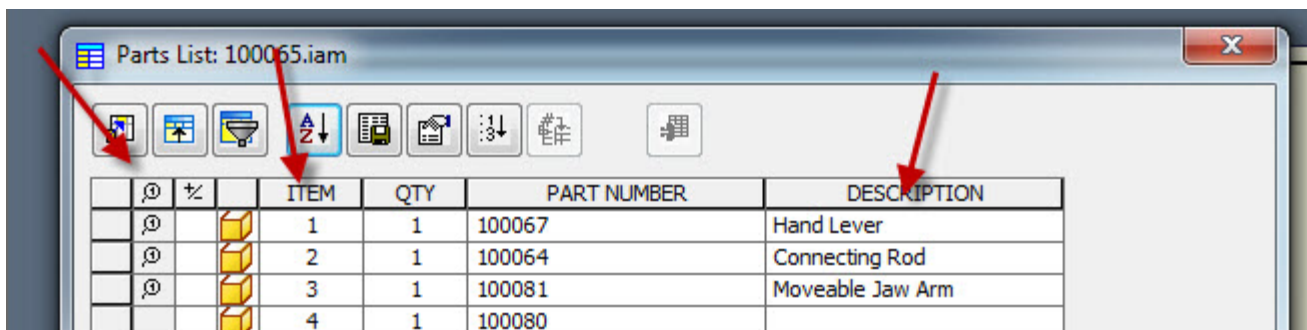 Parts List: 100065.iam
ITEM QTY PART NUMBER DESCRIPTION
1 1 100067 Hand Lever
2 1 100064 Connecting Rod
3 1 100081 Moveable Jaw Arm
4 1 100080